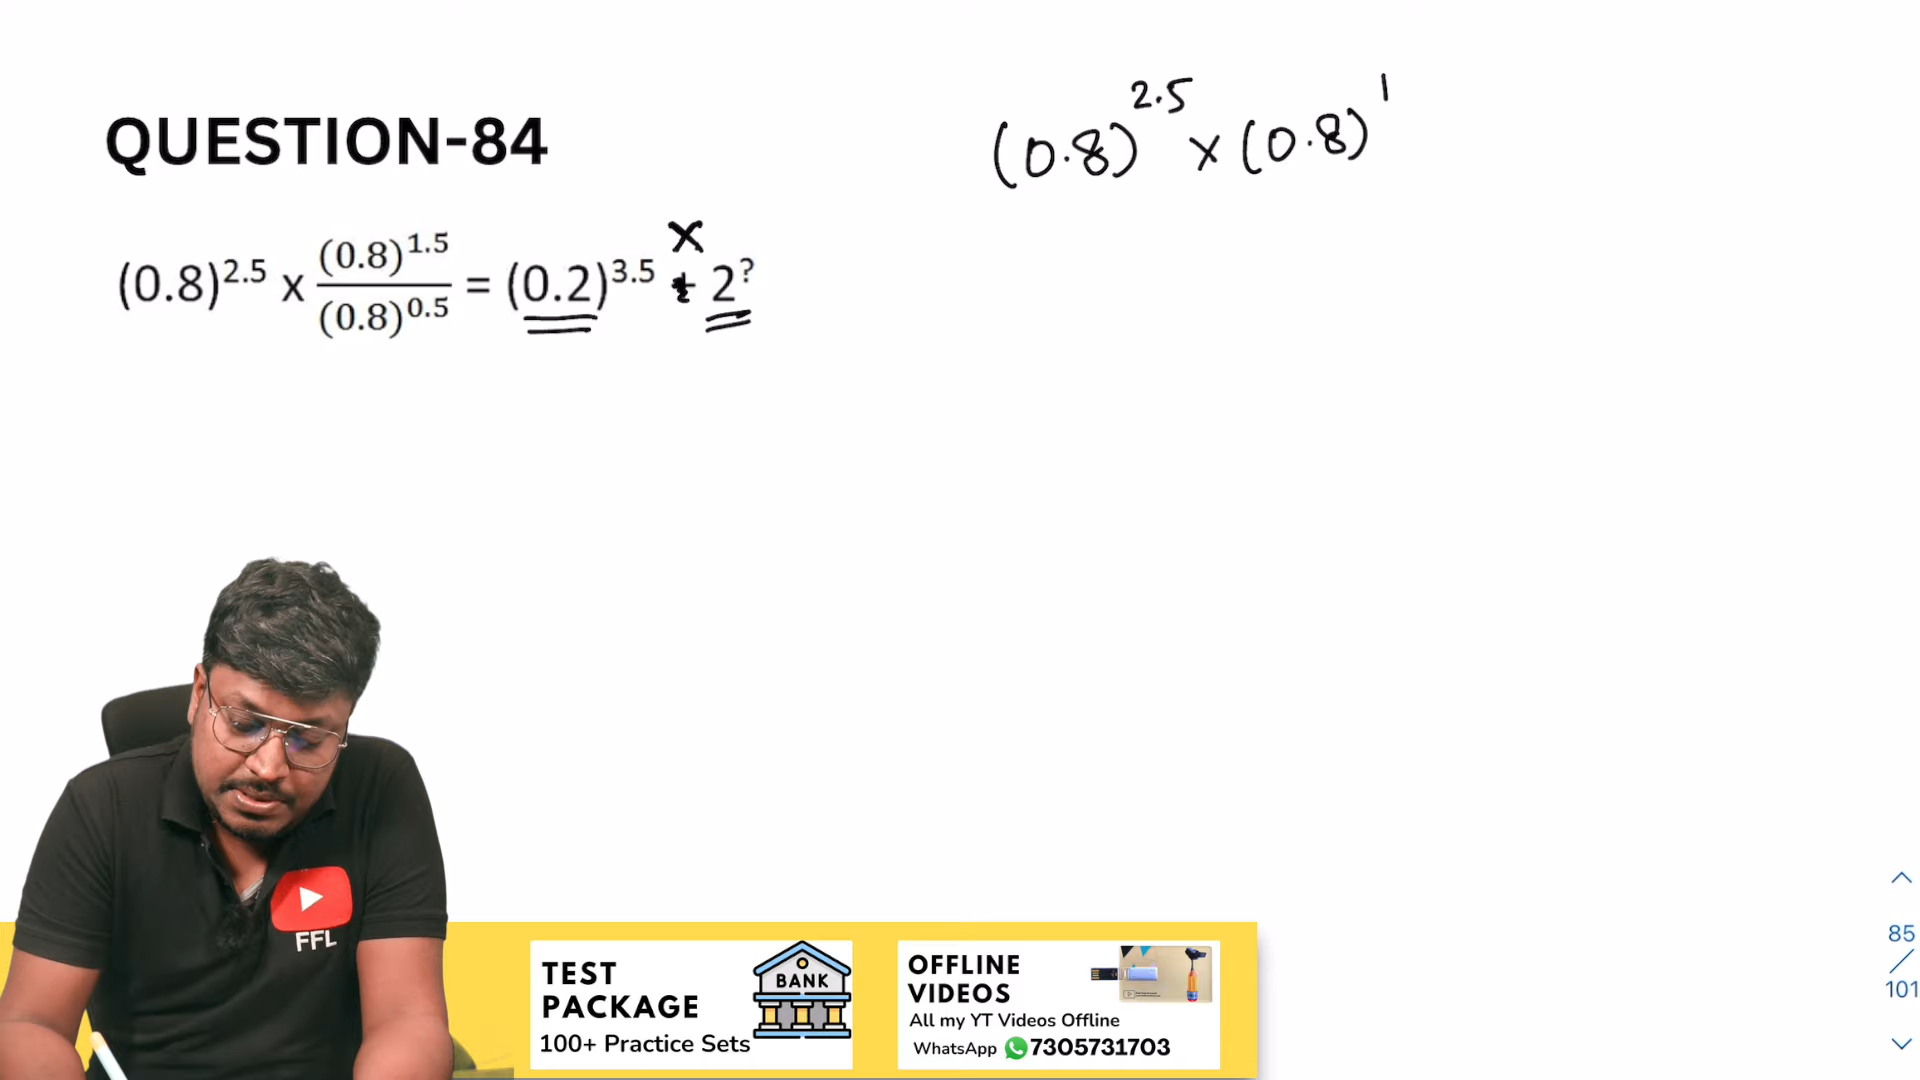 QUESTION-84
(0.8)^2.5 x (0.8)^1.5 / (0.8)^0.5 = (0.2)^3.5 + 2^?
x
(0.8)^2.5 x (0.8)^1
FFL
TEST
PACKAGE
100+ Practice Sets
BANK
OFFLINE
VIDEOS
All my YT Videos Offline
WhatsApp 7305731703
85
/
101